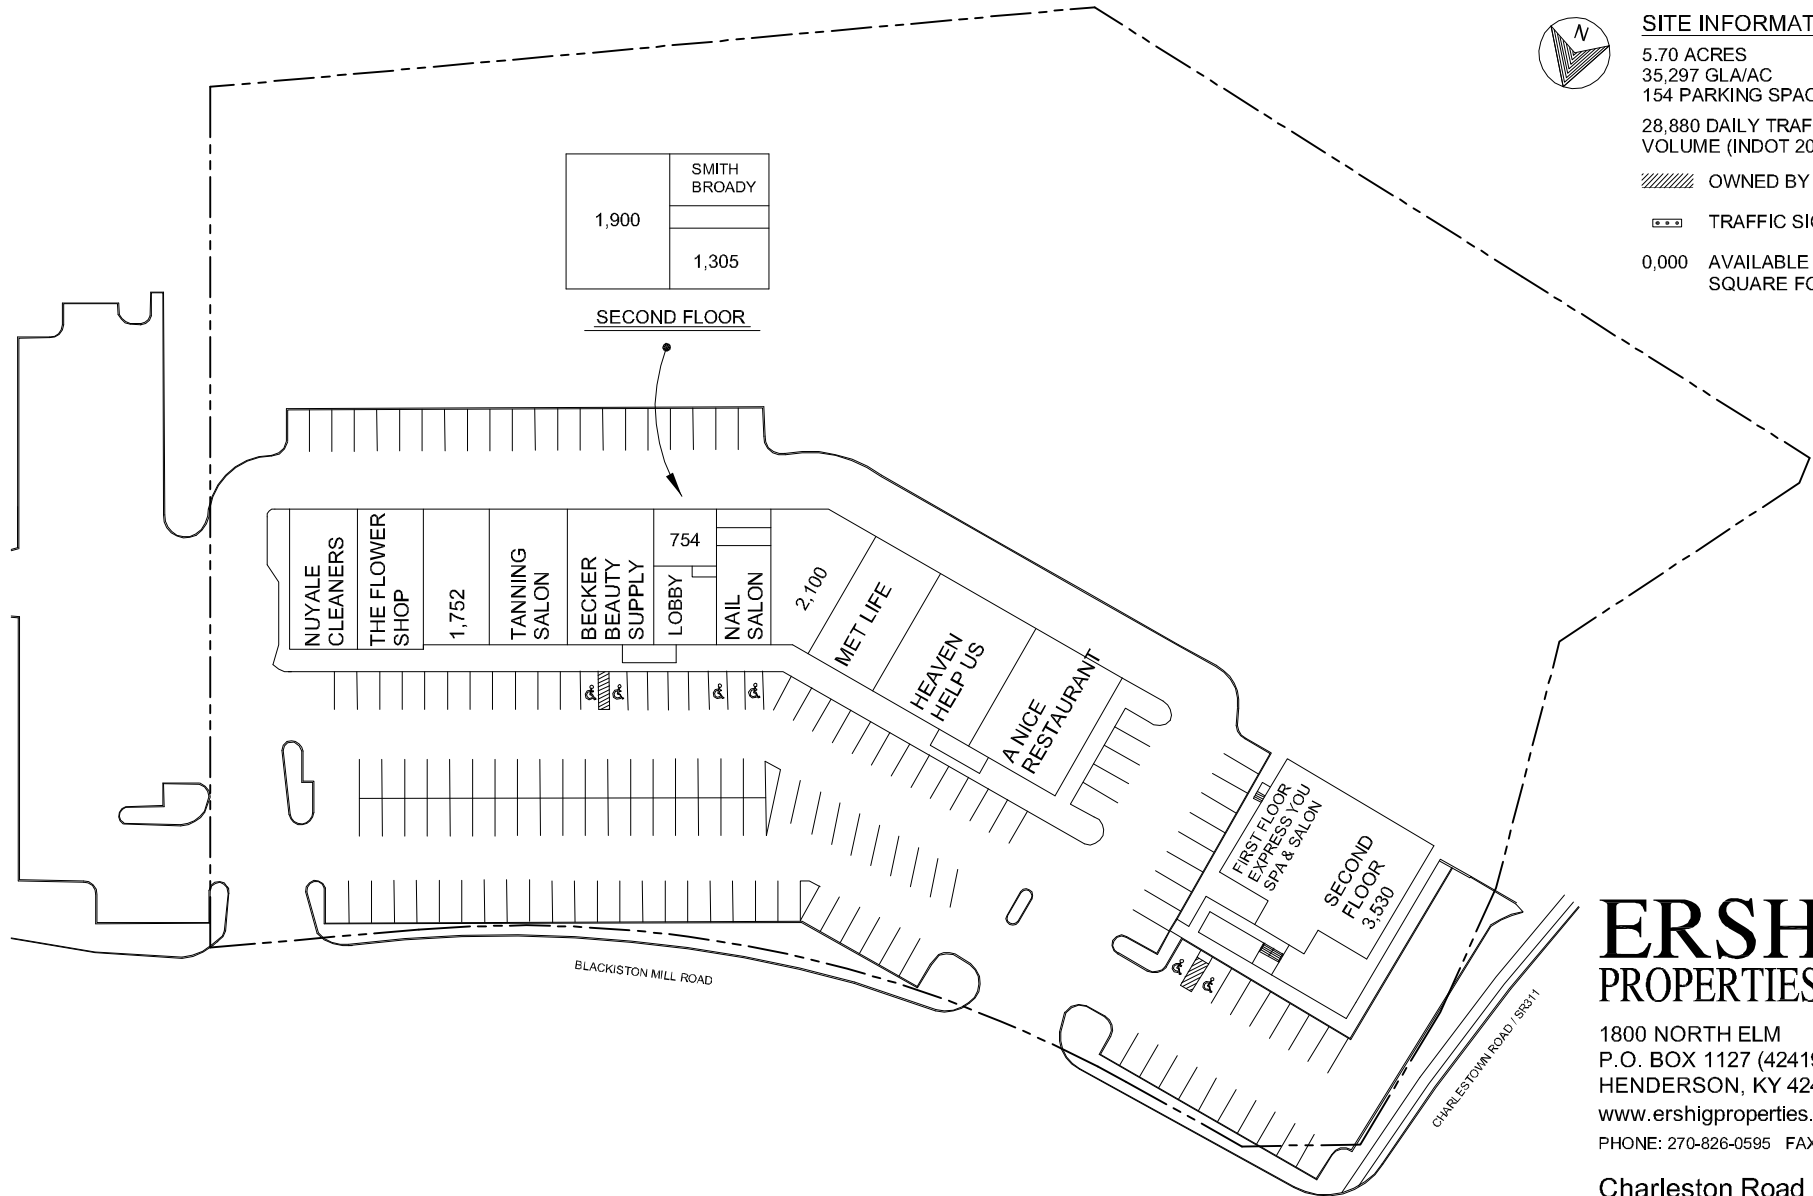 N
SITE INFORMAT
5.70 ACRES
35,297 GLA/AC
154 PARKING SPAC
28,880 DAILY TRAF
VOLUME (INDOT 20
OWNED BY
TRAFFIC SIG
0,000 AVAILABLE
SQUARE FO
1,900
SMITH
BROADY
1,305
SECOND FLOOR
NUYALE
CLEANERS
THE FLOWER
SHOP
1,752
TANNING
SALON
BECKER
BEAUTY
SUPPLY
754
LOBBY
NAIL
SALON
2,100
MET LIFE
HEAVEN
HELP US
A NICE
RESTAURANT
FIRST FLOOR
EXPRESS YOU
SPA & SALON
SECOND
FLOOR
3,530
BLACKISTON MILL ROAD
CHARLESTOWN ROAD / SR311
ERSH
PROPERTIES
1800 NORTH ELM
P.O. BOX 1127 (42419
HENDERSON, KY 424
www.ershigproperties.
PHONE: 270-826-0595 FAX
Charleston Road